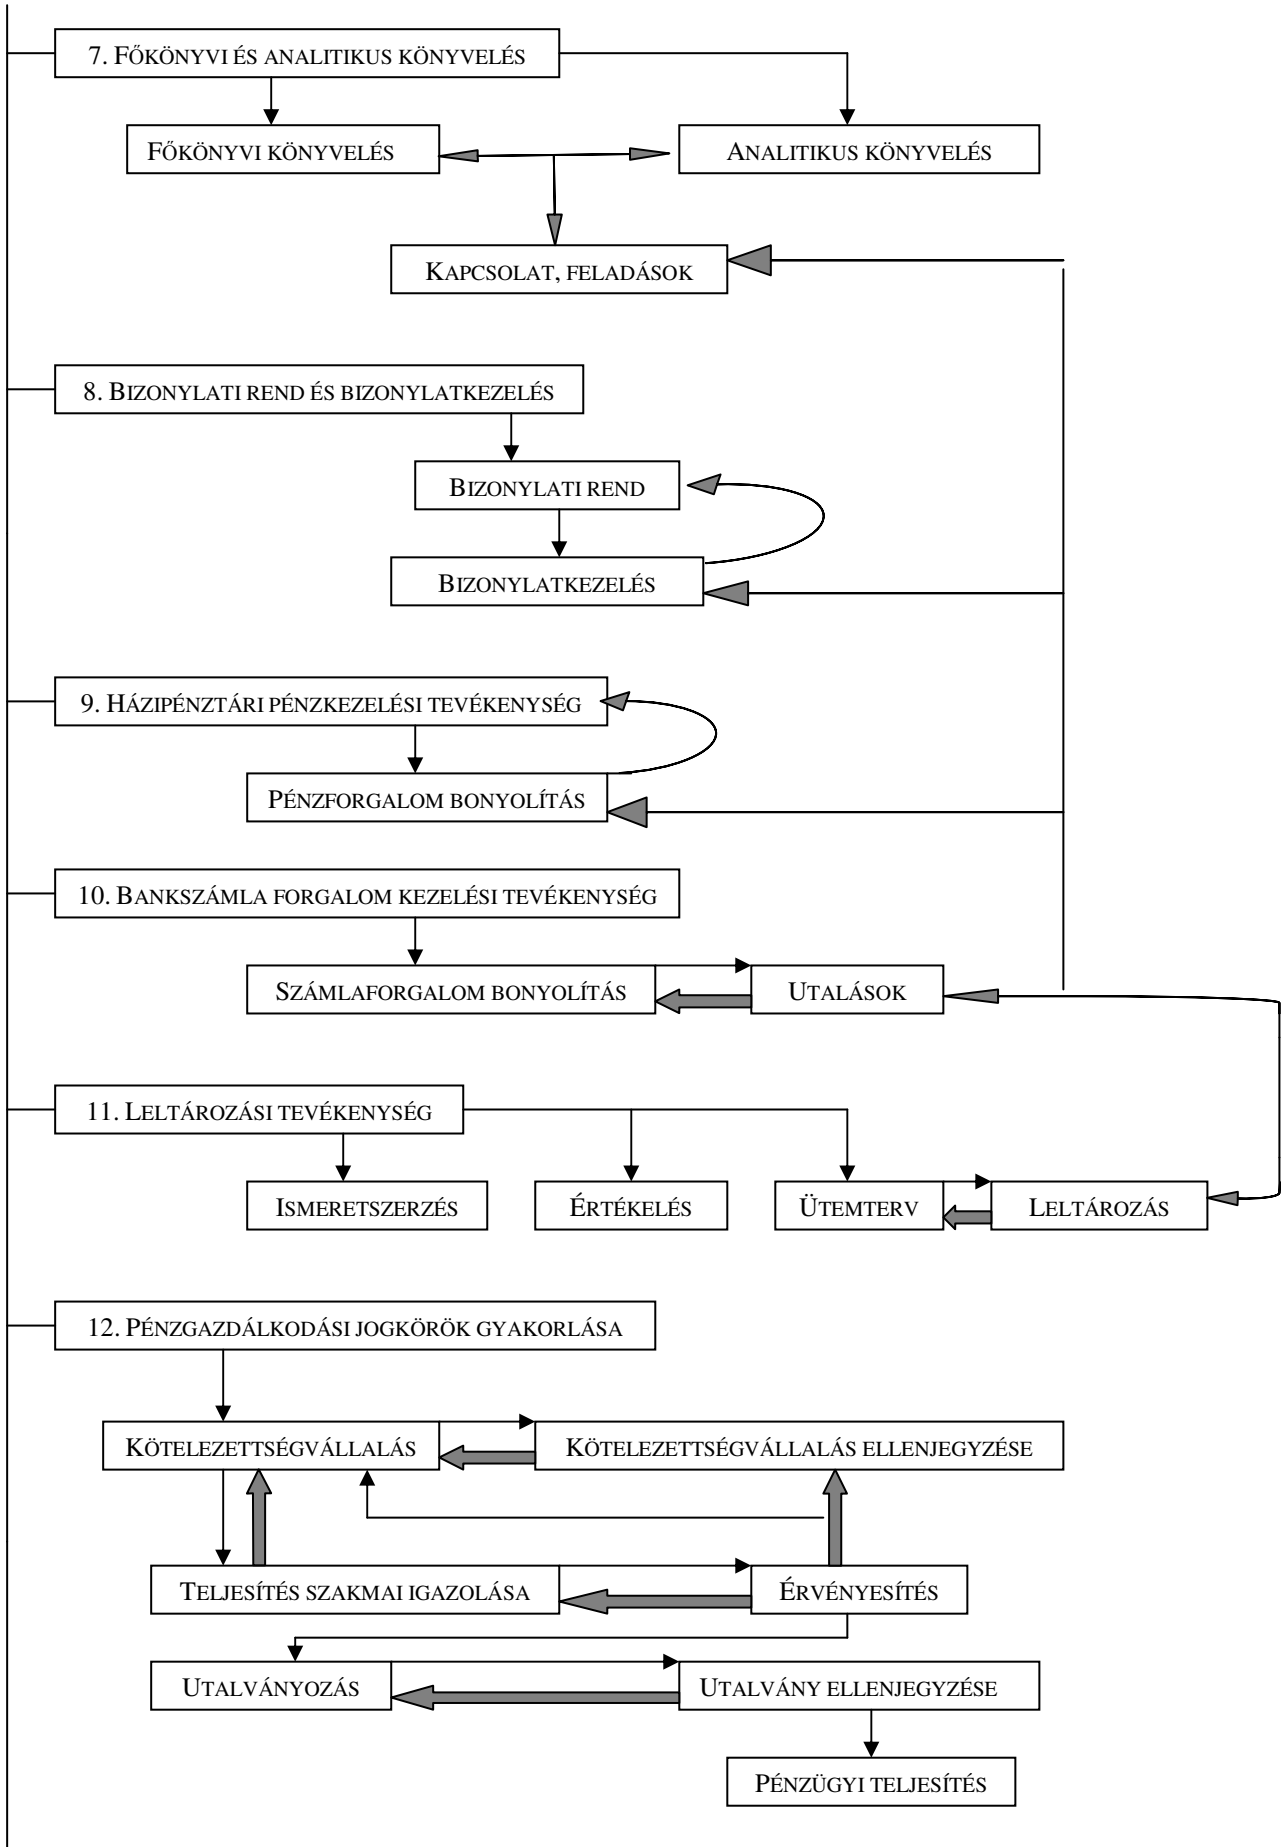 7. FŐKÖNYVI ÉS ANALITIKUS KÖNYVELÉS
FŐKÖNYVI KÖNYVELÉS
ANALITIKUS KÖNYVELÉS
KAPCSOLAT, FELADÁSOK
8. BIZONYLATI REND ÉS BIZONYLATKEZELÉS
BIZONYLATI REND
BIZONYLATKEZELÉS
9. HÁZIPÉNZTÁRI PÉNZKEZELÉSI TEVÉKENYSÉG
PÉNZFORGALOM BONYOLÍTÁS
10. BANKSZÁMLA FORGALOM KEZELÉSI TEVÉKENYSÉG
SZÁMLAFORGALOM BONYOLÍTÁS
UTALÁSOK
11. LELTÁROZÁSI TEVÉKENYSÉG
ISMERETSZERZÉS
ÉRTÉKELÉS
ÜTEMTERV
LELTÁROZÁS
12. PÉNZGAZDÁLKODÁSI JOGKÖRÖK GYAKORLÁSA
KÖTELEZETTSÉGVÁLLALÁS
KÖTELEZETTSÉGVÁLLALÁS ELLENJEGYZÉSE
TELJESÍTÉS SZAKMAI IGAZOLÁSA
ÉRVÉNYESÍTÉS
UTALVÁNYOZÁS
UTALVÁNY ELLENJEGYZÉSE
PÉNZÜGYI TELJESÍTÉS